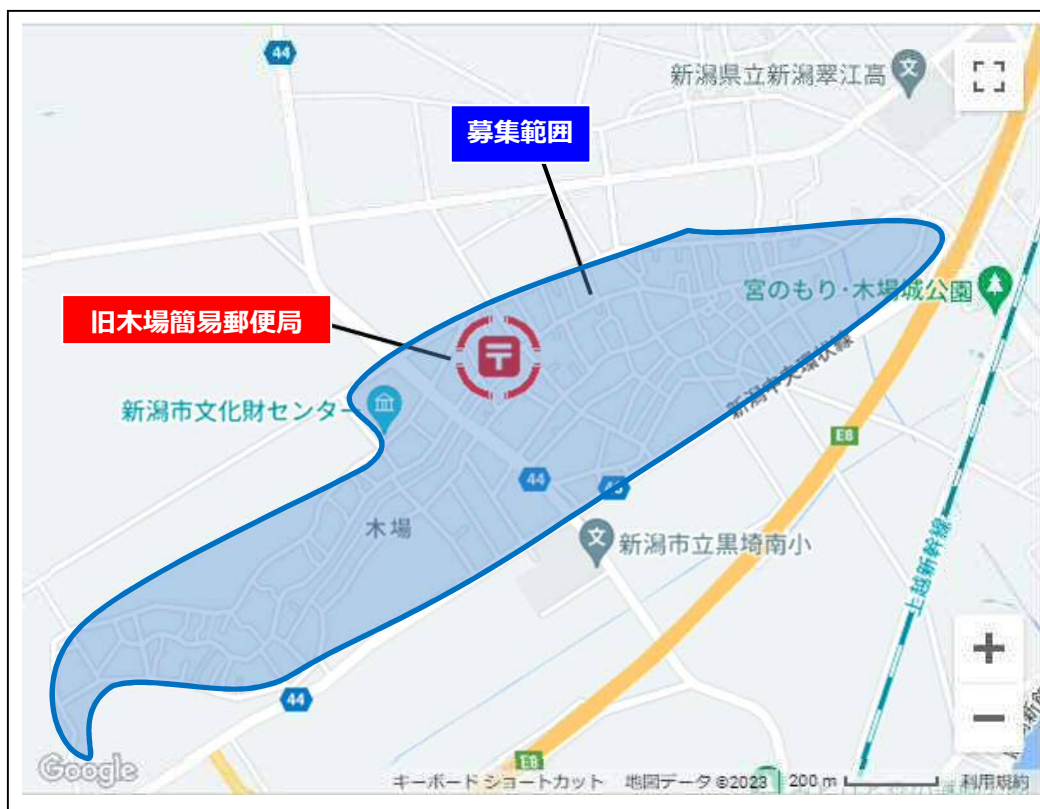 44
新潟県立新潟翠江高
募集範囲
宮のもり・木場城公園
旧木場簡易郵便局
新潟中央環状線
新潟市文化財センター
E8
44
木場
新潟市立黒埼南小
上越新幹線
44
E8
Google
キーボード ショートカット 地図データ ©2023 200 m 利用規約